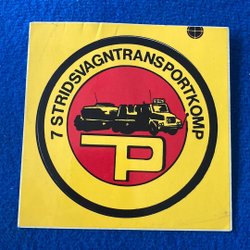 7 STRIDSVAGNTRANSPORTKOMP
TP